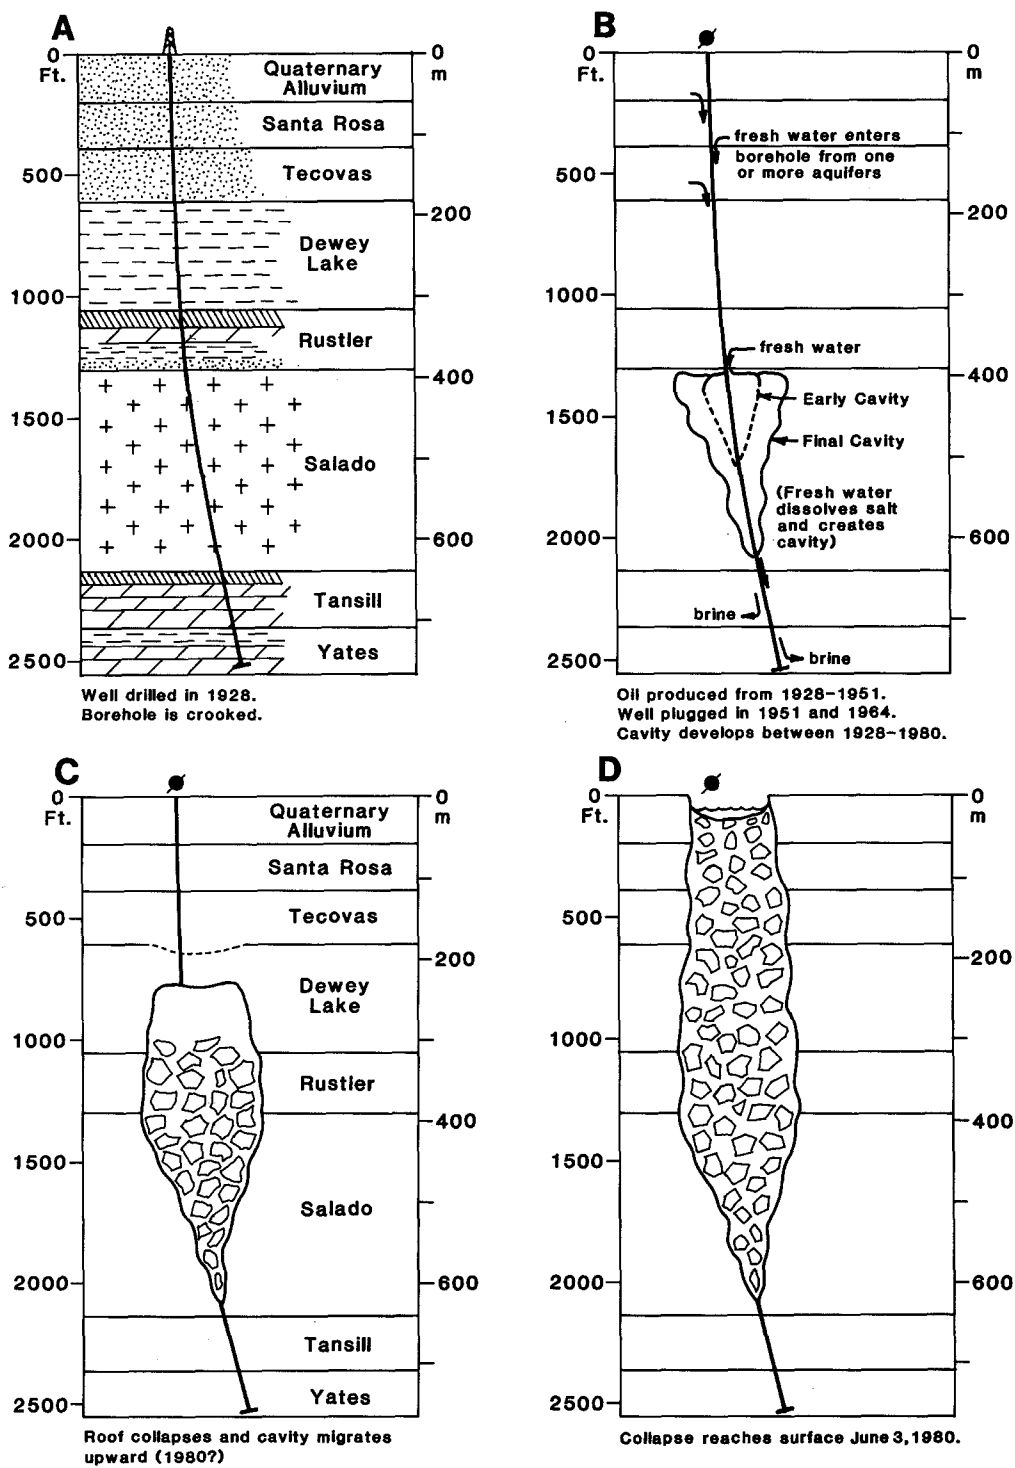 A
0
Ft.
500
1000
1500
2000
2500
Quaternary
Alluvium
Santa Rosa
Tecovas
Dewey
Lake
Rustler
Salado
Tansill
Yates
0
m
200
400
600
Well drilled in 1928.
Borehole is crooked.
B
0
Ft.
500
1000
1500
2000
2500
fresh water enters
borehole from one
or more aquifers
fresh water
Early Cavity
Final Cavity
(Fresh water
dissolves salt
and creates
cavity)
brine
brine
0
m
200
400
600
Oil produced from 1928-1951.
Well plugged in 1951 and 1964.
Cavity develops between 1928-1980.
C
0
Ft.
500
1000
1500
2000
2500
Quaternary
Alluvium
Santa Rosa
Tecovas
Dewey
Lake
Rustler
Salado
Tansill
Yates
0
m
200
400
600
Roof collapses and cavity migrates
upward (1980?)
D
0
Ft.
500
1000
1500
2000
2500
0
m
200
400
600
Collapse reaches surface June 3, 1980.